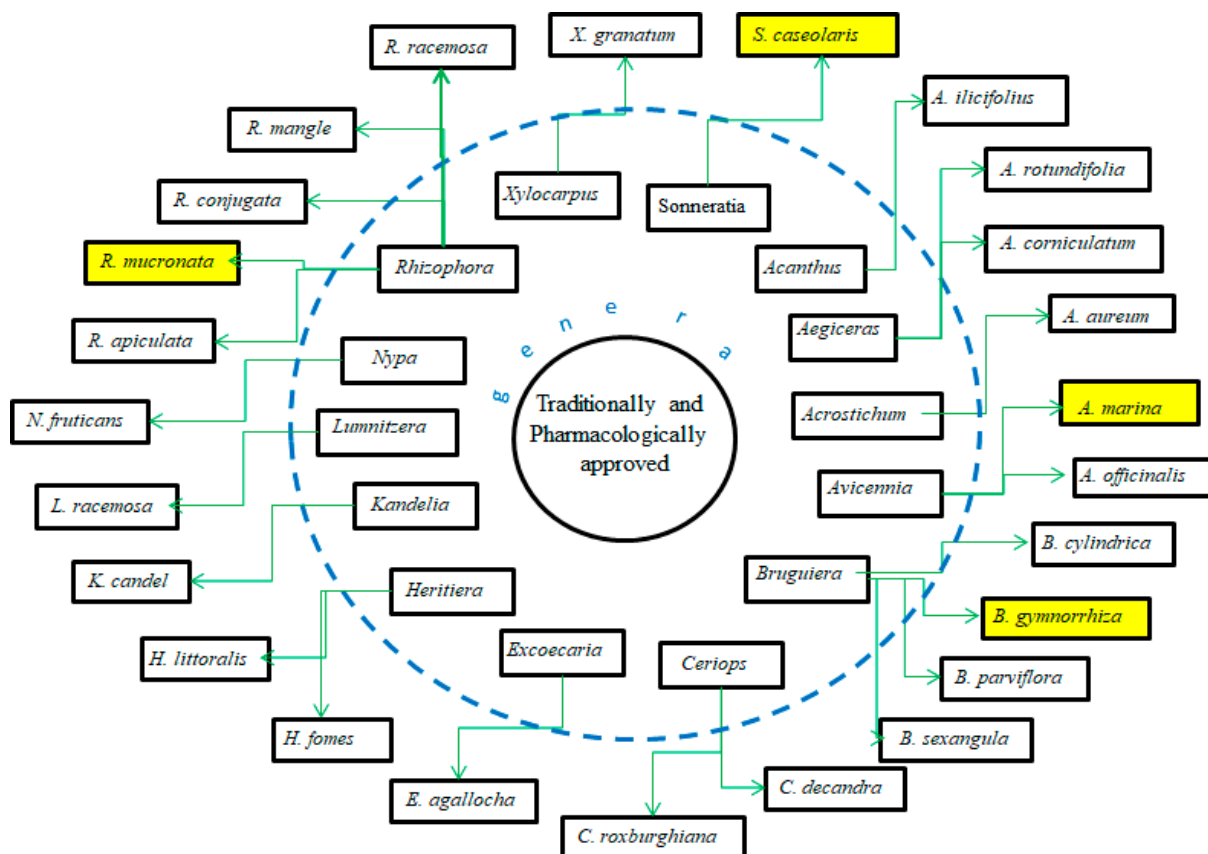 R. racemosa
X. granatum
S. caseolaris
A. ilicifolius
R. mangle
A. rotundifolia
R. conjugata
Xylocarpus
Sonneratia
A. corniculatum
R. mucronata
Rhizophora
Acanthus
A. aureum
R. apiculata
Nypa
genera
Aegiceras
N. fruticans
Lumnitzera
Traditionally and
Pharmacologically
approved
Acrostichum
A. marina
L. racemosa
Kandelia
Avicennia
A. officinalis
B. cylindrica
K. candel
Heritiera
Bruguiera
B. gymnorrhiza
H. littoralis
Excoecaria
Ceriops
B. parviflora
H. fomes
B. sexangula
E. agallocha
C. decandra
C. roxburghiana